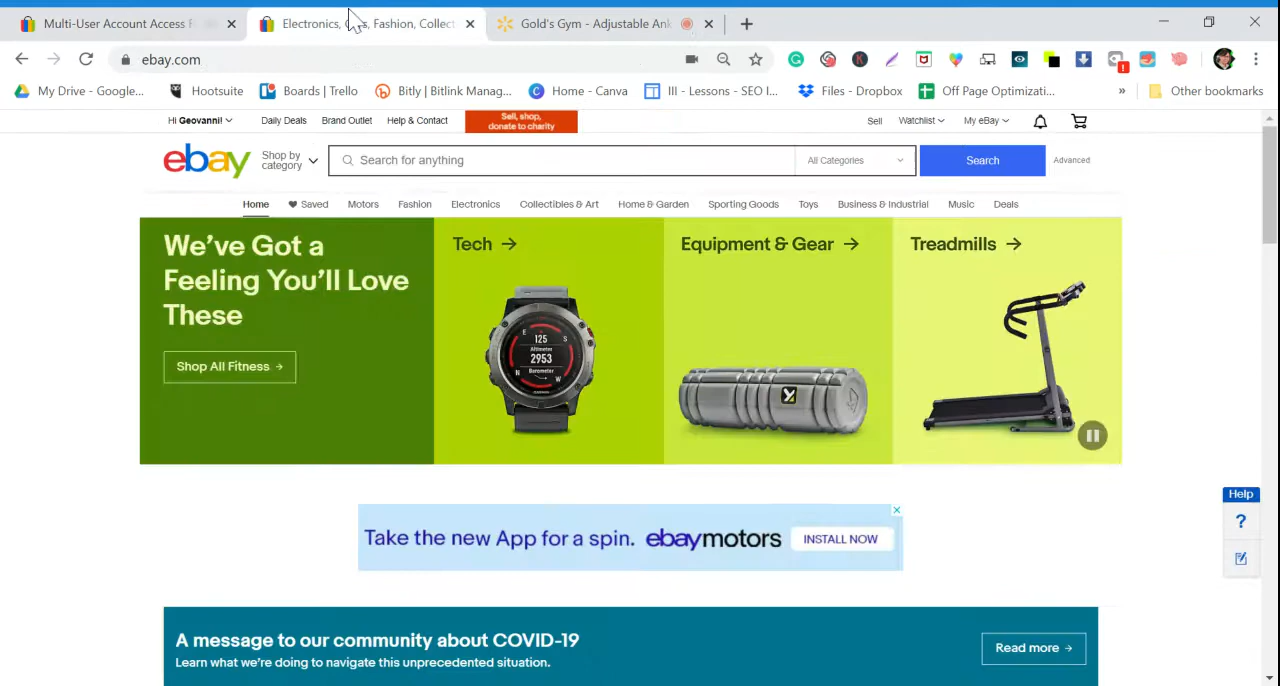 Multi-User Account Access F
Electronics, C s, Fashion, Collect
Gold's Gym - Adjustable Ank
ebay.com
My Drive - Google...
Hootsuite
Boards | Trello
Bitly | Bitlink Manag...
Home - Canva
III - Lessons - SEO I...
Files - Dropbox
Off Page Optimizati...
»
Other bookmarks
Hi Geovanni!
Daily Deals
Brand Outlet
Help & Contact
Sell, shop,
donate to charity
Sell
Watchlist
My eBay
ebay
Shop by
category
Search for anything
All Categories
Search
Advanced
Home
Saved
Motors
Fashion
Electronics
Collectibles & Art
Home & Garden
Sporting Goods
Toys
Business & Industrial
Music
Deals
We've Got a
Feeling You'll Love
These
Shop All Fitness →
Tech →
Equipment & Gear →
Treadmills →
E 125 S
Altimeter
2953
Barometer
N W
Help
?
Take the new App for a spin. ebaymotors INSTALL NOW
A message to our community about COVID-19
Learn what we're doing to navigate this unprecedented situation.
Read more →